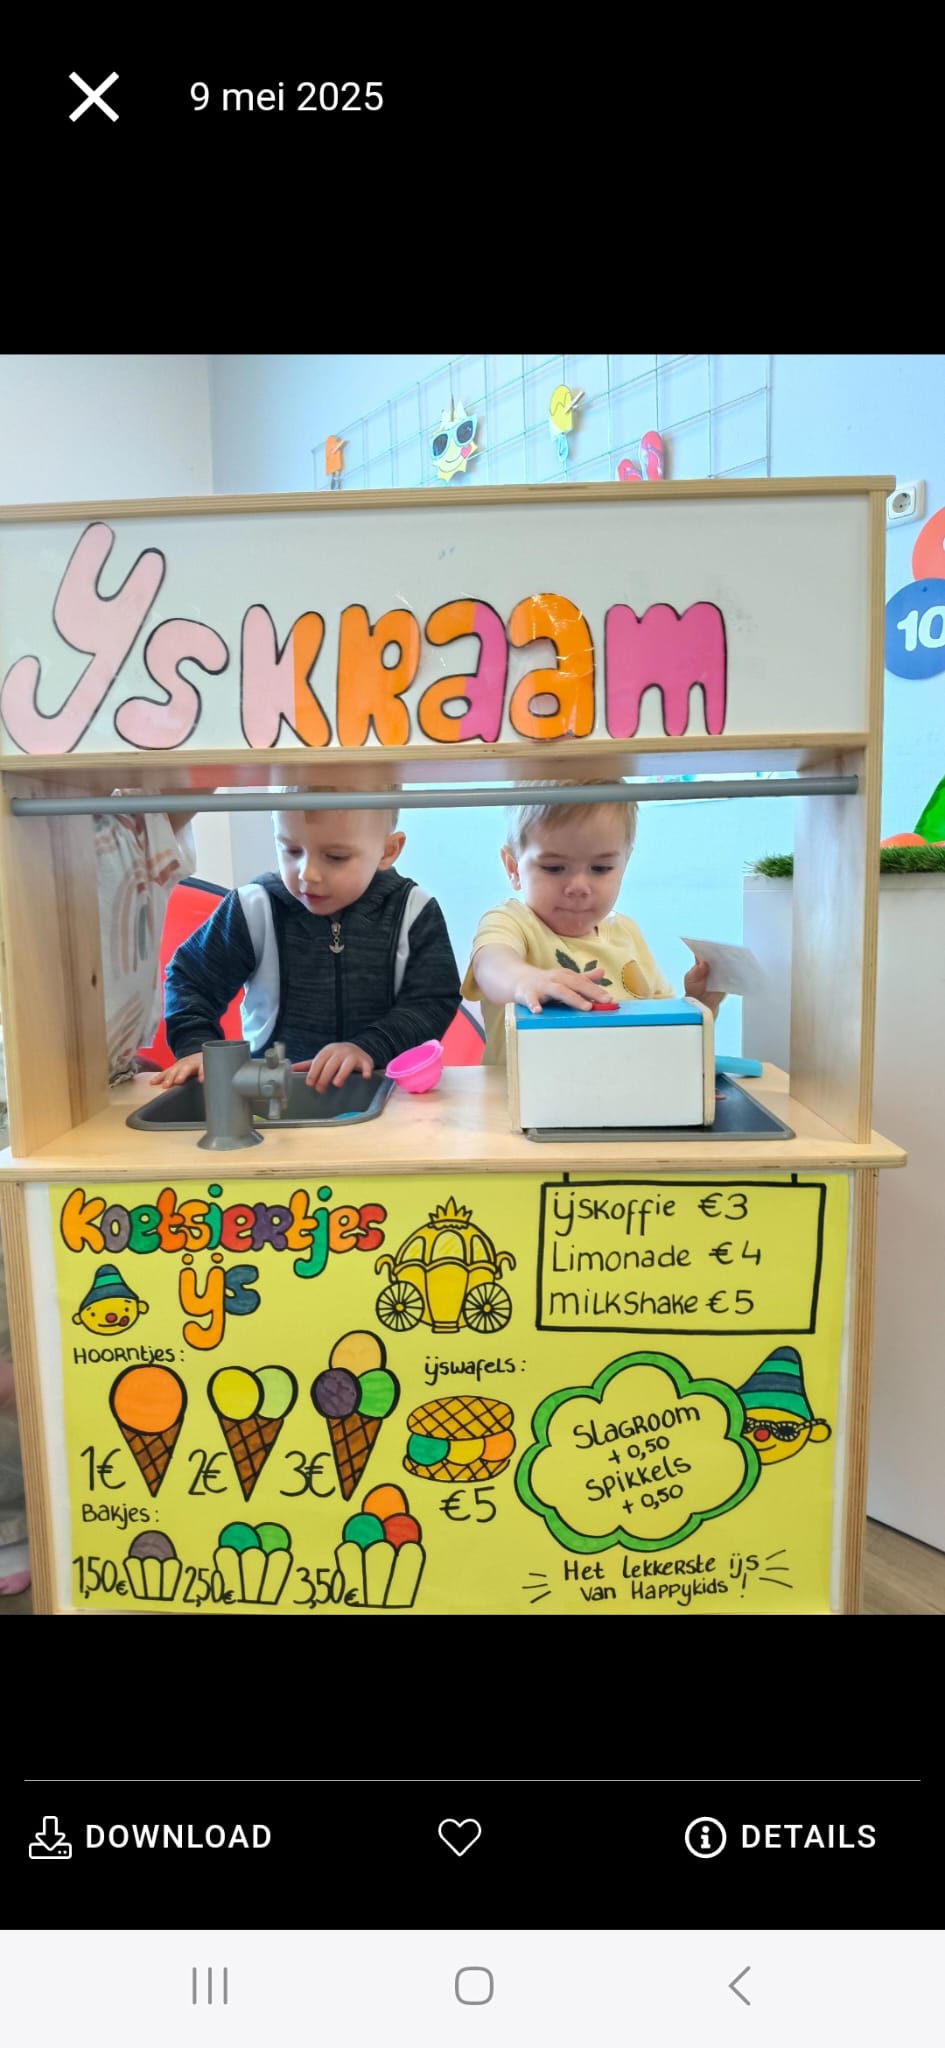 9 mei 2025
Yskraam
10
Koetsiertjes
ijs
ijskoffie €3
Limonade €4
milkshake €5
Hoorntjes:
1€ 2€ 3€
ijswafels:
€5
Slagroom
+ 0,50
Spikkels
+ 0,50
Bakjes:
1,50€ 2,50€ 3,50€
Het lekkerste ijs
van Happykids!
DOWNLOAD
DETAILS